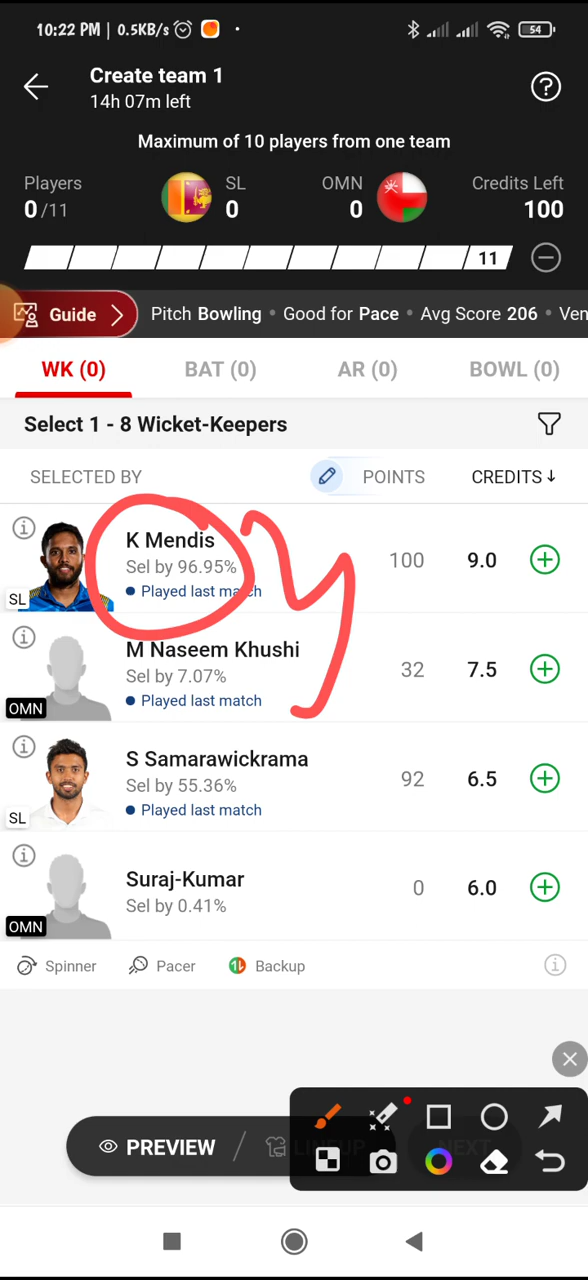 10:22 PM | 0.5KB/s
54
Create team 1
14h 07m left
Maximum of 10 players from one team
Players SL OMN Credits Left
0/11 0 0 100
11
Guide Pitch Bowling • Good for Pace • Avg Score 206 • Ven
WK (0) BAT (0) AR (0) BOWL (0)
Select 1 - 8 Wicket-Keepers
SELECTED BY POINTS CREDITS↓
K Mendis
Sel by 96.95% 100 9.0
Played last match
SL
M Naseem Khushi
Sel by 7.07% 32 7.5
Played last match
OMN
S Samarawickrama
Sel by 55.36% 92 6.5
Played last match
SL
Suraj-Kumar
Sel by 0.41% 0 6.0
OMN
Spinner Pacer Backup
PREVIEW / LINEUP NEXT